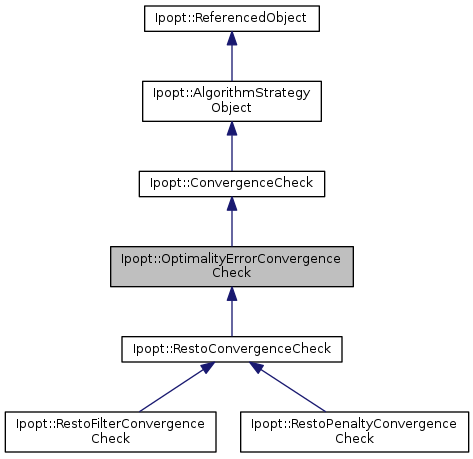 Ipopt::ReferencedObject
Ipopt::AlgorithmStrategy
Object
Ipopt::ConvergenceCheck
Ipopt::OptimalityErrorConvergence
Check
Ipopt::RestoConvergenceCheck
Ipopt::RestoFilterConvergence
Check
Ipopt::RestoPenaltyConvergence
Check